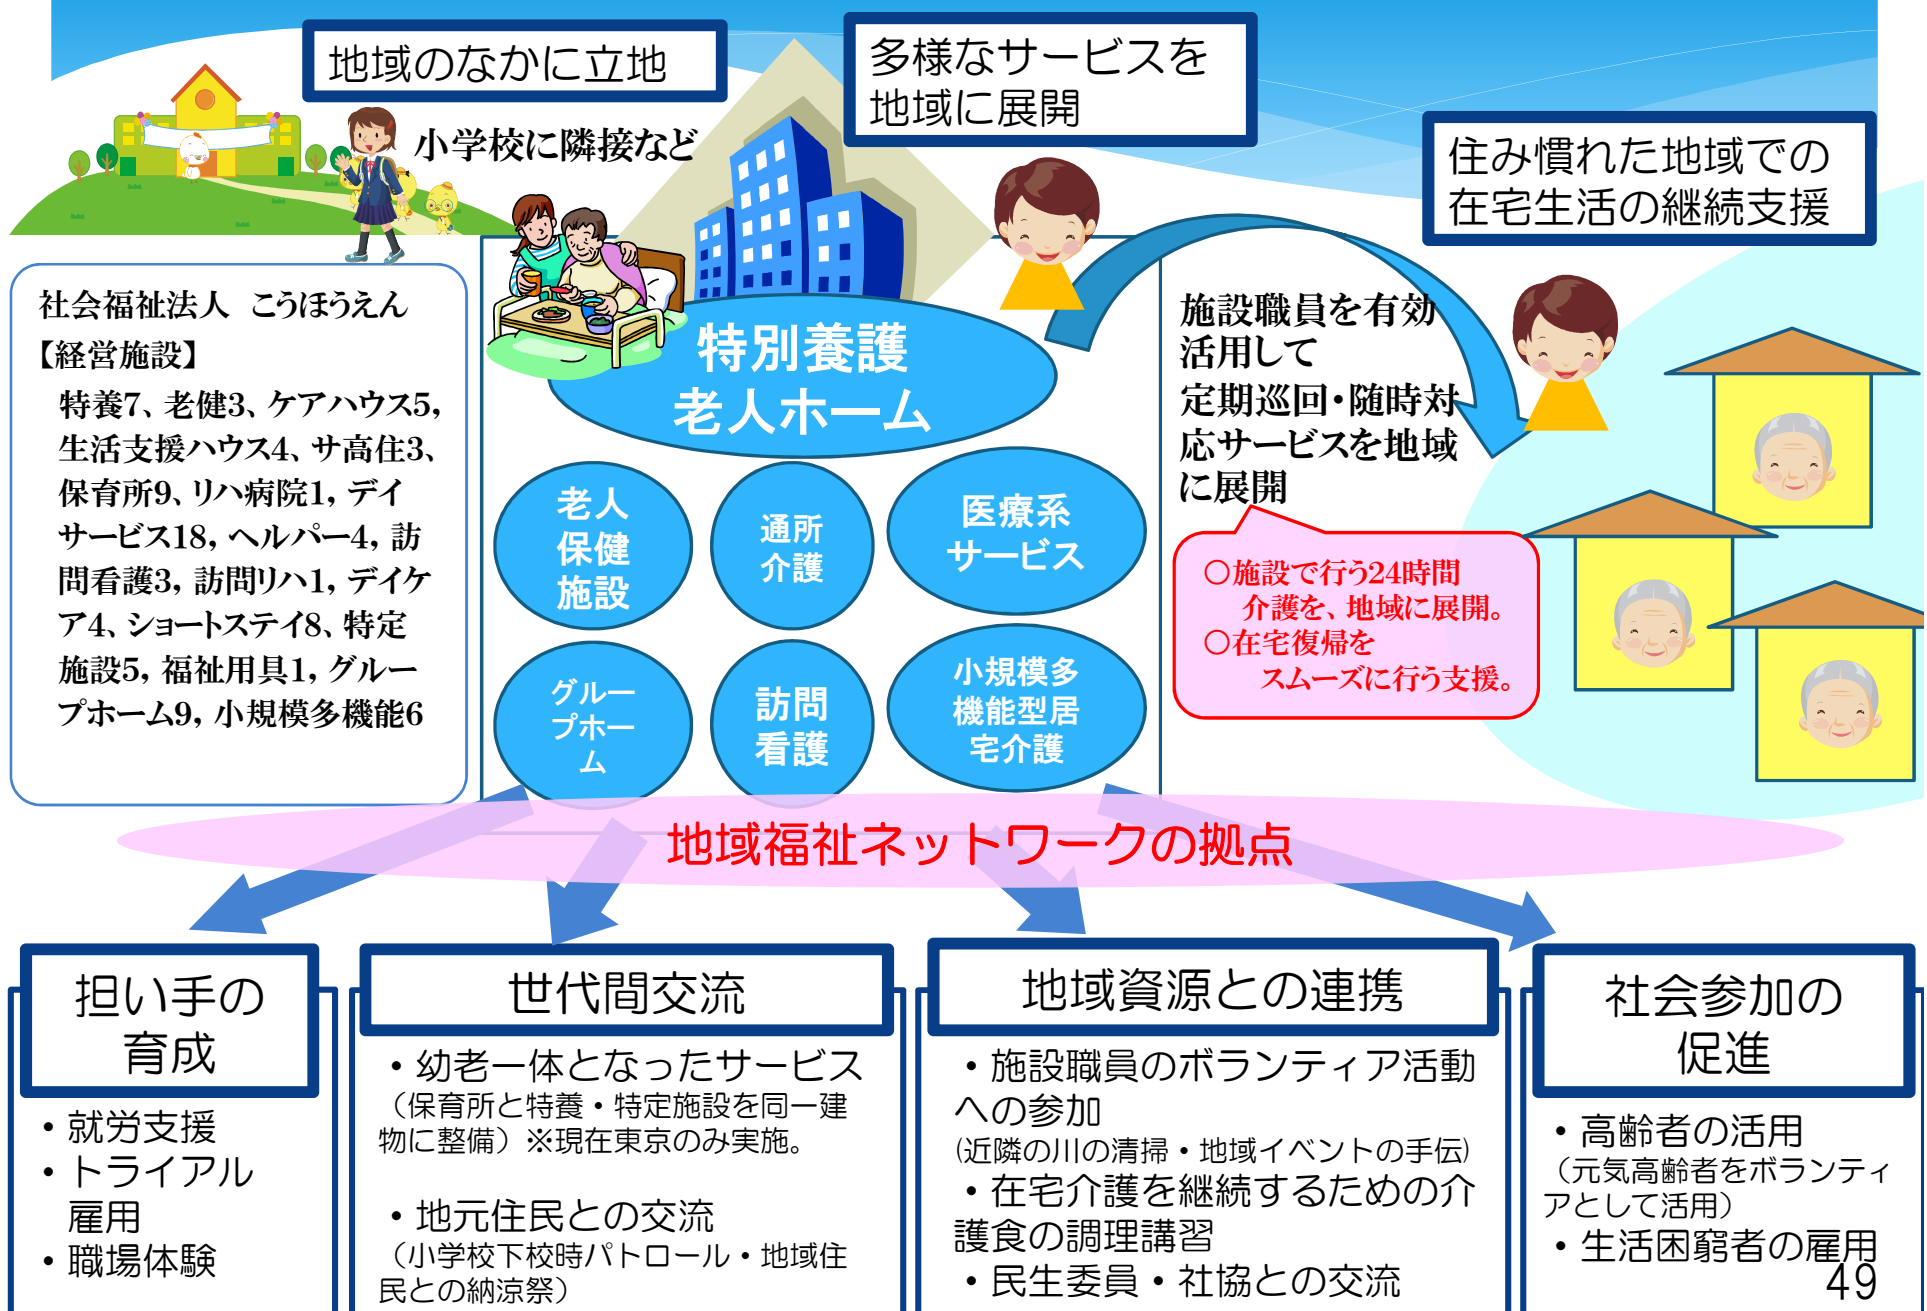 地域のなかに立地
小学校に隣接など
多様なサービスを
地域に展開
住み慣れた地域での
在宅生活の継続支援
社会福祉法人 こうほうえん
【経営施設】
特養7、老健3、ケアハウス5,
生活支援ハウス4、サ高住3、
保育所9、リハ病院1, デイ
サービス18, ヘルパー4, 訪
問看護3, 訪問リハ1, デイケ
ア4、ショートステイ8、特定
施設5, 福祉用具1, グルー
プホーム9, 小規模多機能6
特別養護
老人ホーム
老人
保健
施設
通所
介護
医療系
サービス
グルー
プホー
ム
訪問
看護
小規模多
機能型居
宅介護
施設職員を有効
活用して
定期巡回・随時対
応サービスを地域
に展開
○施設で行う24時間
介護を、地域に展開。
○在宅復帰を
スムーズに行う支援。
地域福祉ネットワークの拠点
担い手の
育成
・就労支援
・トライアル
雇用
・職場体験
世代間交流
・幼老一体となったサービス
（保育所と特養・特定施設を同一建
物に整備）※現在東京のみ実施。
・地元住民との交流
（小学校下校時パトロール・地域住
民との納涼祭）
地域資源との連携
・施設職員のボランティア活動
への参加
(近隣の川の清掃・地域イベントの手伝)
・在宅介護を継続するための介
護食の調理講習
・民生委員・社協との交流
社会参加の
促進
・高齢者の活用
（元気高齢者をボランティ
アとして活用）
・生活困窮者の雇用
49